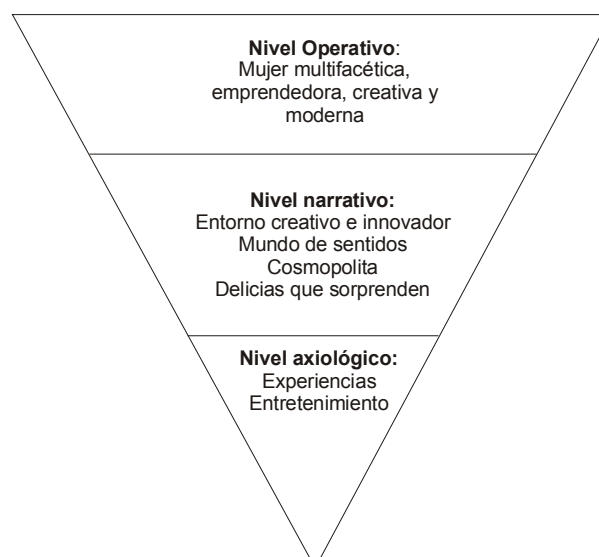 Nivel Operativo:
Mujer multifacética,
emprendedora, creativa y
moderna
Nivel narrativo:
Entorno creativo e innovador
Mundo de sentidos
Cosmopolita
Delicias que sorprenden
Nivel axiológico:
Experiencias
Entretenimiento